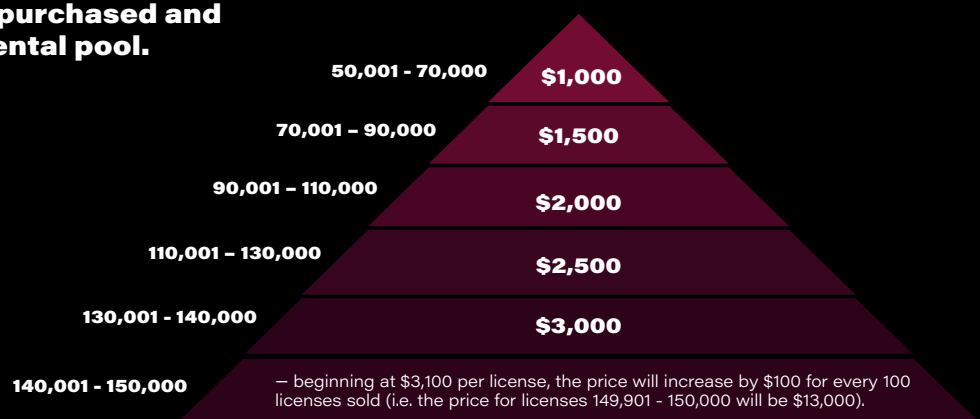 purchased and
ental pool.
50,001 - 70,000
$1,000
70,001 – 90,000
$1,500
90,001 – 110,000
$2,000
110,001 – 130,000
$2,500
130,001 - 140,000
$3,000
140,001 - 150,000
– beginning at $3,100 per license, the price will increase by $100 for every 100
licenses sold (i.e. the price for licenses 149,901 - 150,000 will be $13,000).